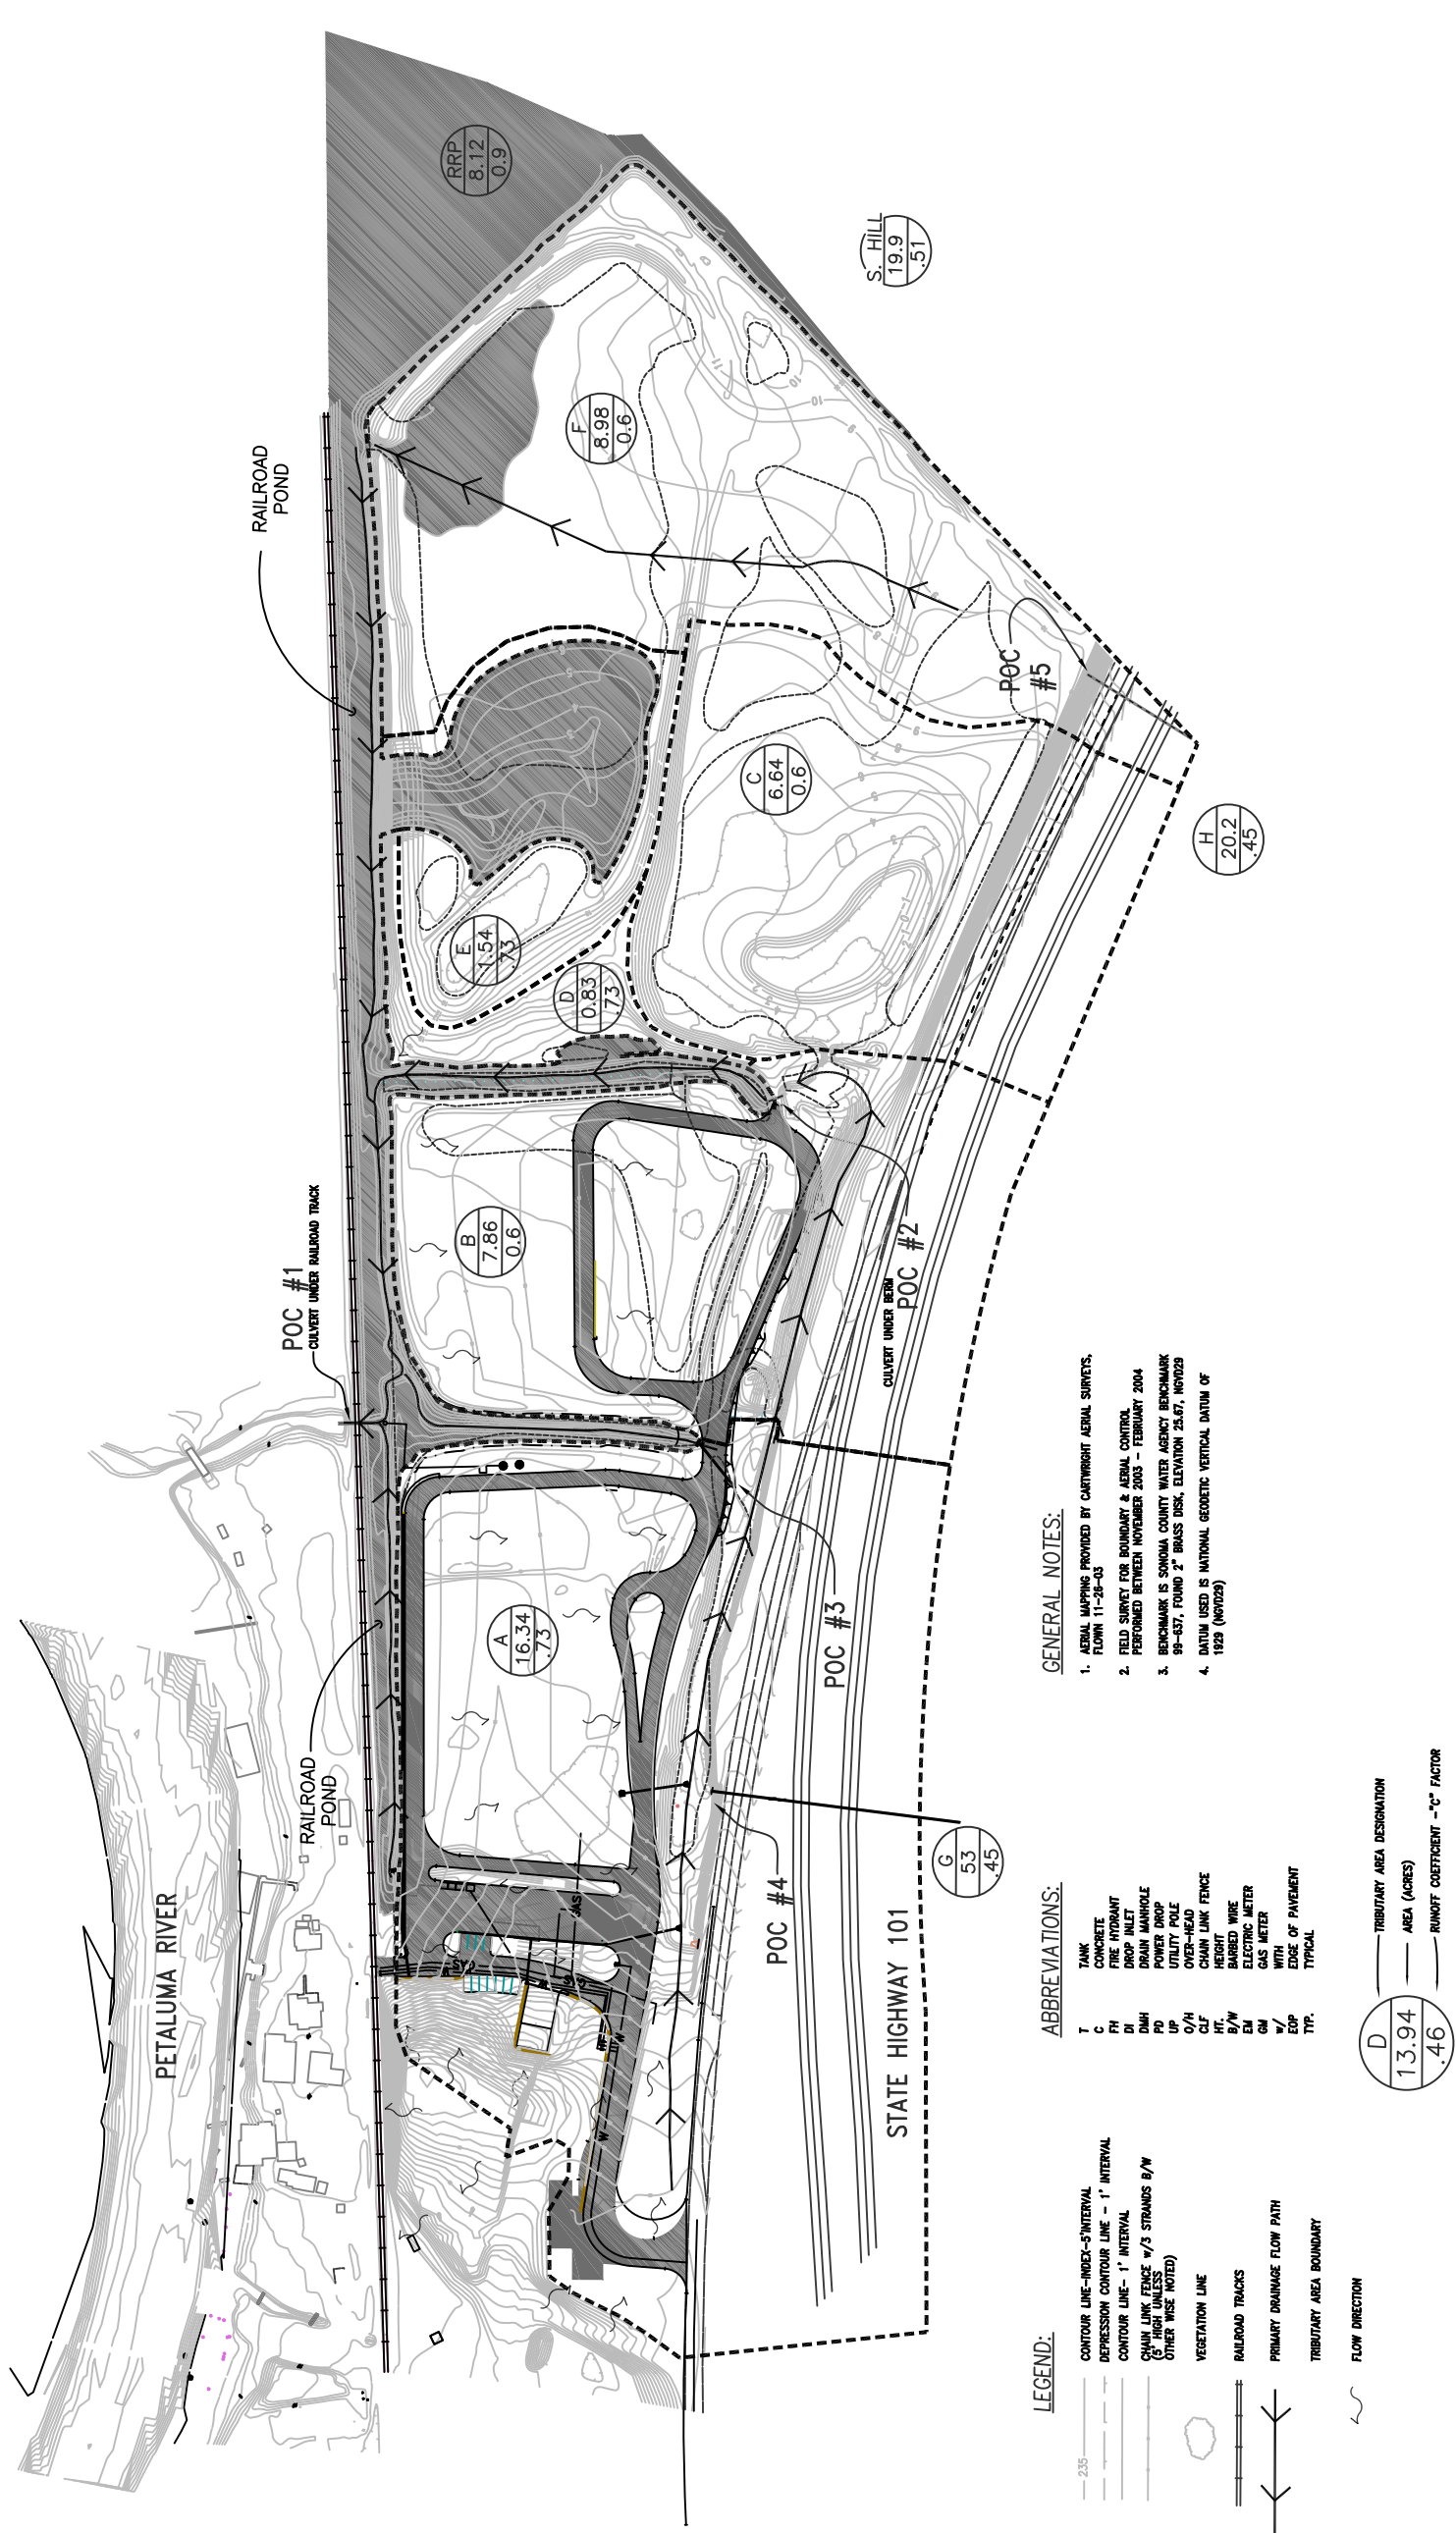 PETALUMA RIVER
RAILROAD
POND
RAILROAD
POND
POC #1
CULVERT UNDER RAILROAD TRACK
CULVERT UNDER BERM
POC #2
POC #3
POC #4
POC
#5
STATE HIGHWAY 101
RRP
8.12
0.9
S. HILL
19.9
.51
F
8.98
0.6
C
6.64
0.6
H
20.2
.45
E
1.54
.73
D
0.83
.73
B
7.86
0.6
A
16.34
.73
G
53
.45
LEGEND:
235
CONTOUR LINE-INDEX-5'INTERVAL
DEPRESSION CONTOUR LINE - 1' INTERVAL
CONTOUR LINE- 1' INTERVAL
CHAIN LINK FENCE w/3 STRANDS B/W
(5' HIGH UNLESS
OTHER WISE NOTED)
VEGETATION LINE
RAILROAD TRACKS
PRIMARY DRAINAGE FLOW PATH
TRIBUTARY AREA BOUNDARY
FLOW DIRECTION
ABBREVIATIONS:
T TANK
C CONCRETE
FH FIRE HYDRANT
DI DROP INLET
DMH DRAIN MANHOLE
PD POWER DROP
UP UTILITY POLE
O/H OVER-HEAD
CLF CHAIN LINK FENCE
HT. HEIGHT
B/W BARBED WIRE
EM ELECTRIC METER
GM GAS METER
w/ WITH
EOP EDGE OF PAVEMENT
TYP. TYPICAL
GENERAL NOTES:
1. AERIAL MAPPING PROVIDED BY CARTWRIGHT AERIAL SURVEYS,
FLOWN 11-26-03
2. FIELD SURVEY FOR BOUNDARY & AERIAL CONTROL
PERFORMED BETWEEN NOVEMBER 2003 - FEBRUARY 2004
3. BENCHMARK IS SONOMA COUNTY WATER AGENCY BENCHMARK
99-637, FOUND 2" BRASS DISK, ELEVATION 25.67, NGVD29
4. DATUM USED IS NATIONAL GEODETIC VERTICAL DATUM OF
1929 (NGVD29)
D
13.94
.46
TRIBUTARY AREA DESIGNATION
AREA (ACRES)
RUNOFF COEFFICIENT -"C" FACTOR